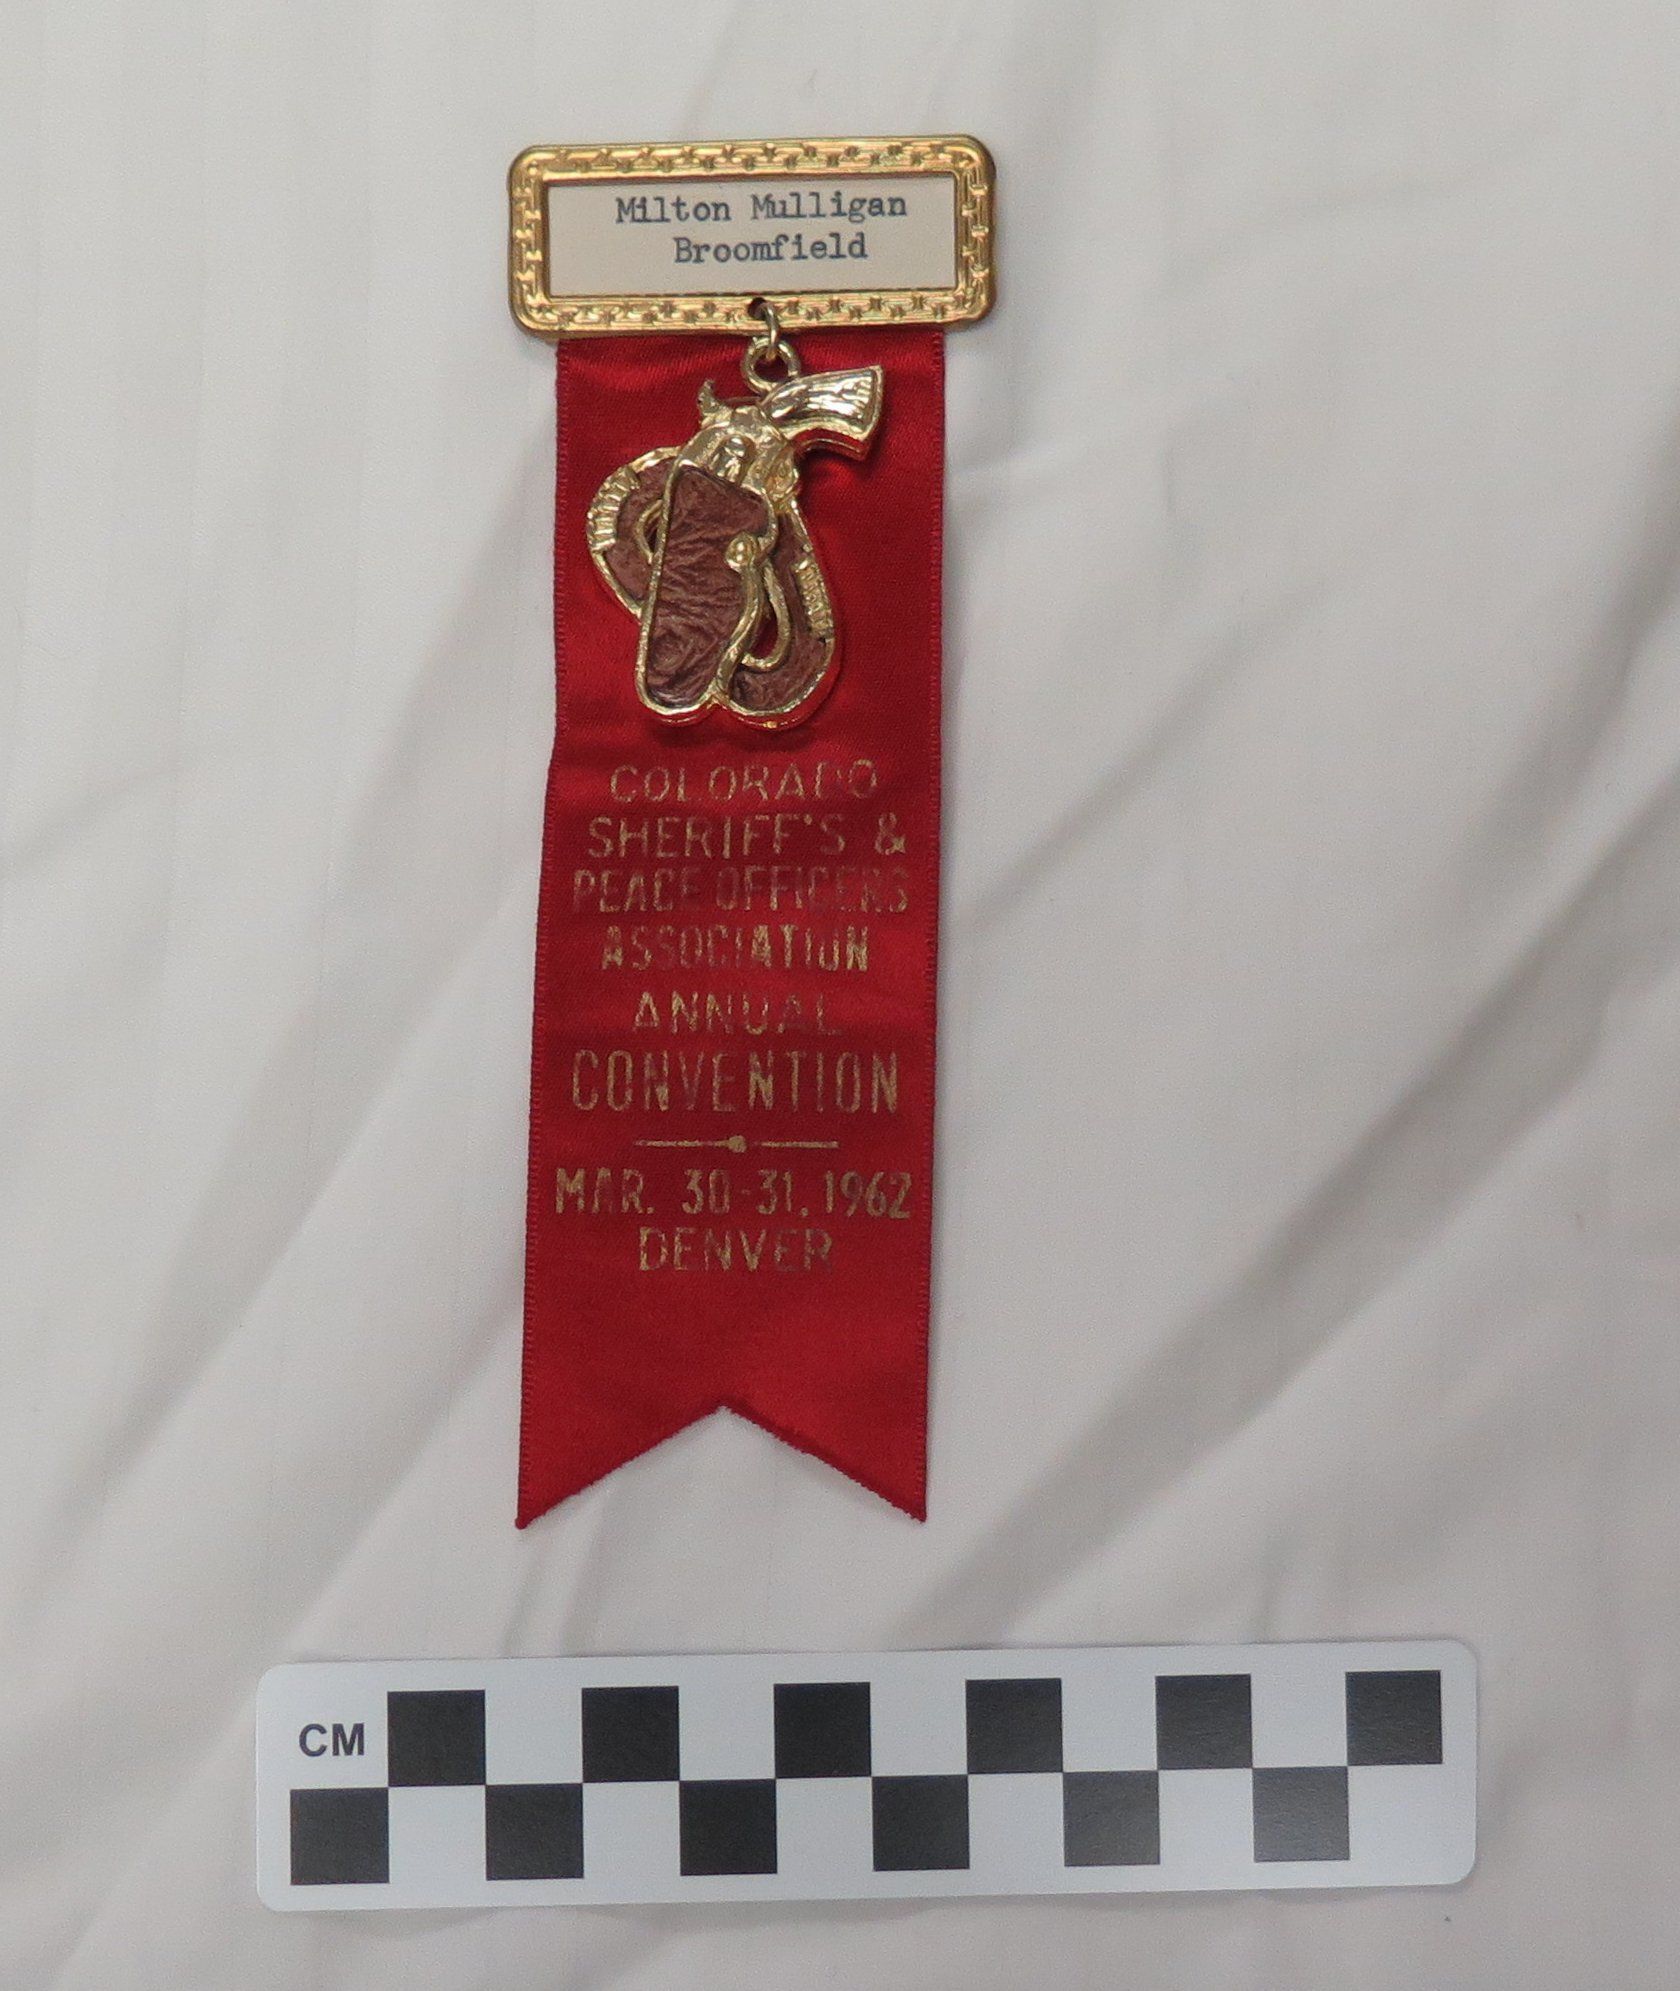 Milton Mulligan
Broomfield
COLORADO
SHERIFF'S &
PEACE OFFICERS
ASSOCIATION
ANNUAL
CONVENTION
MAR. 30-31, 1962
DENVER
CM